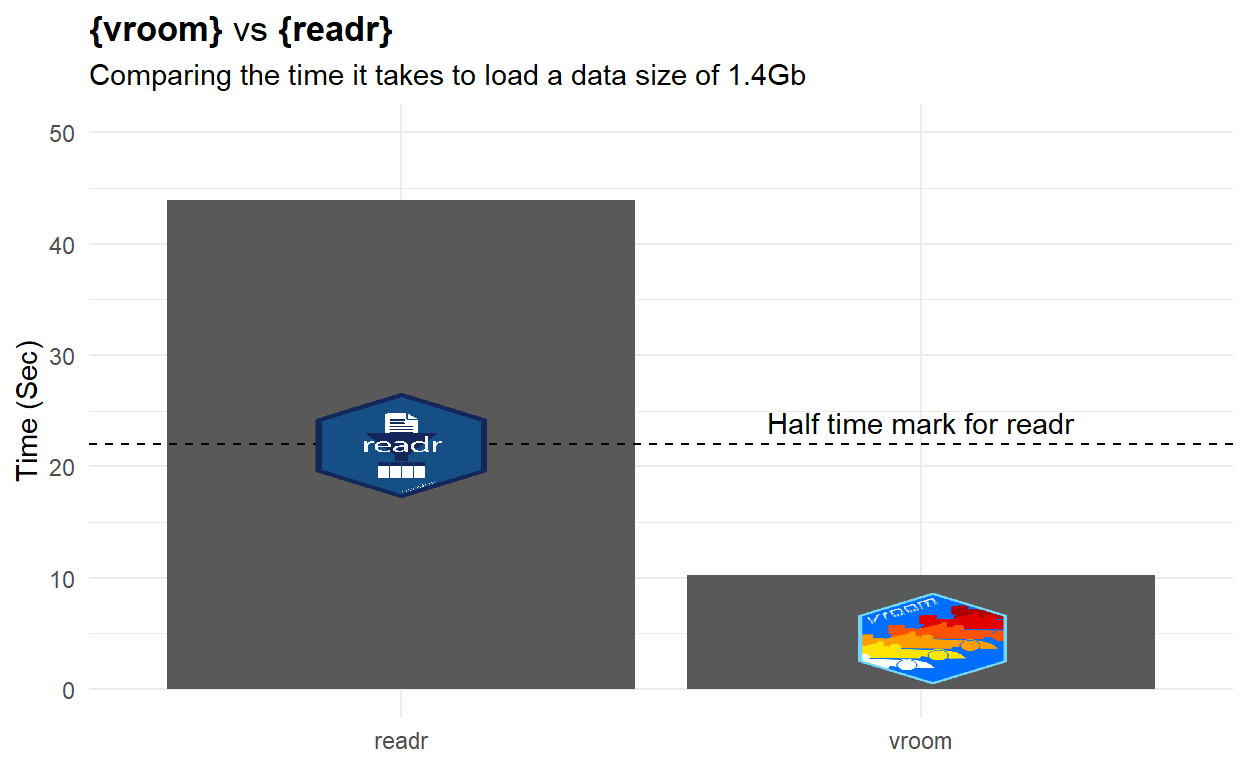 {vroom} vs {readr}
Comparing the time it takes to load a data size of 1.4Gb
Time (Sec)
50
40
30
20
10
0
Half time mark for readr
readr
vroom
readr
vroom